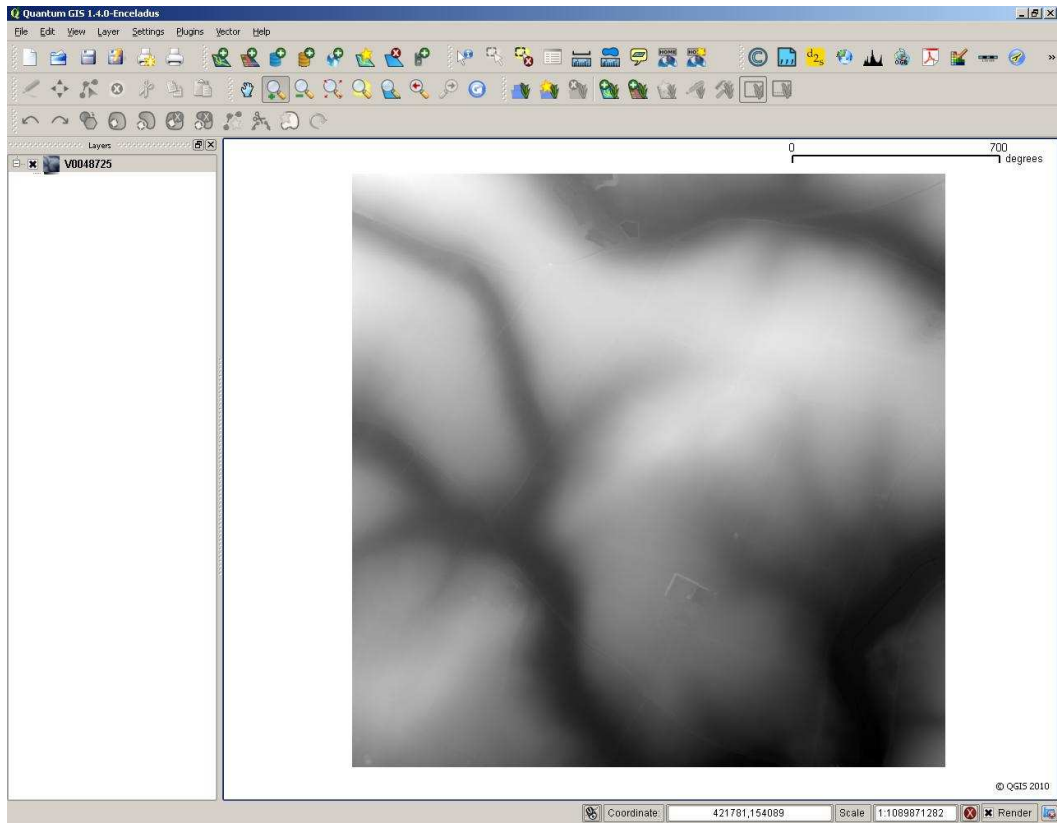 Quantum GIS 1.4.0-Enceladus
File Edit View Layer Settings Plugins Vector Help
Layers
V0048725
0 700
degrees
© QGIS 2010
Coordinate: 421781,154089 Scale 1:1089871282 Render